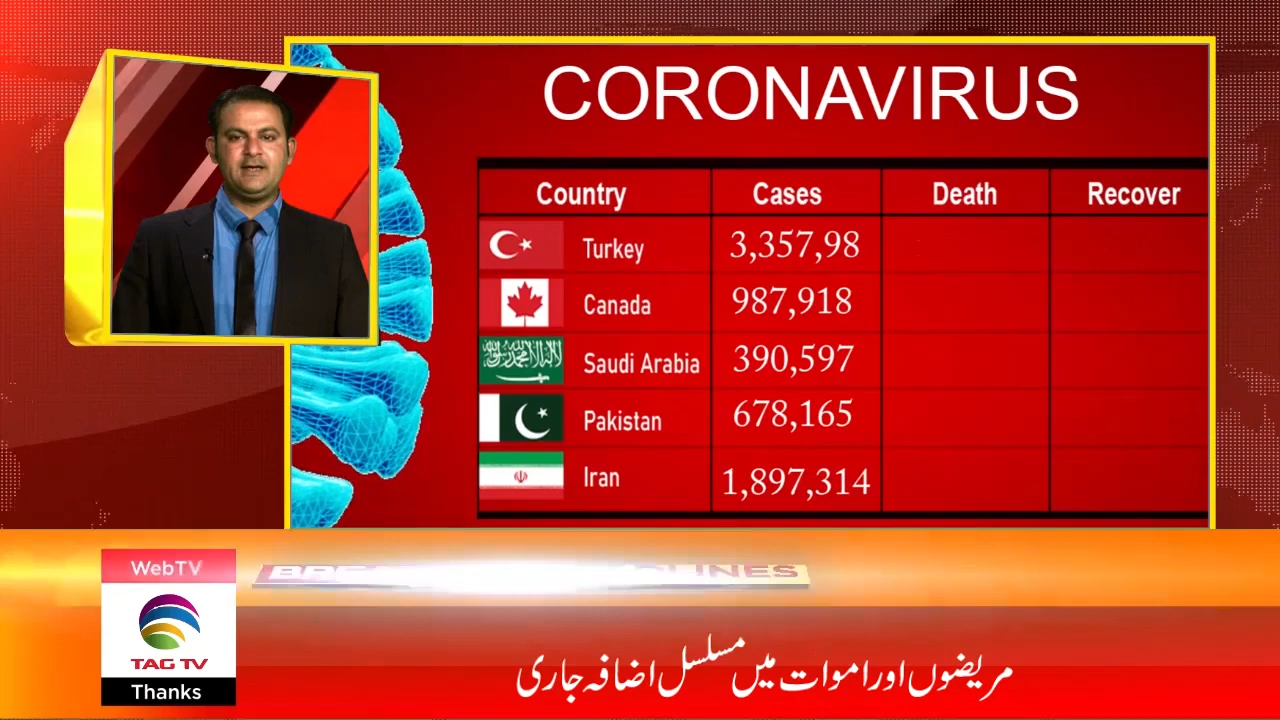 CORONAVIRUS
Country Cases Death Recover
Turkey 3,357,98
Canada 987,918
Saudi Arabia 390,597
Pakistan 678,165
Iran 1,897,314
WebTV
TAG TV
Thanks
مریضوں اور اموات میں مسلسل اضافہ جاری